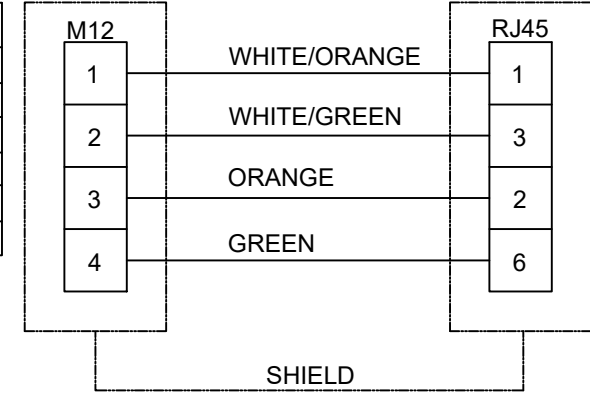 M12 RJ45
1 WHITE/ORANGE 1
2 WHITE/GREEN 3
3 ORANGE 2
4 GREEN 6
SHIELD